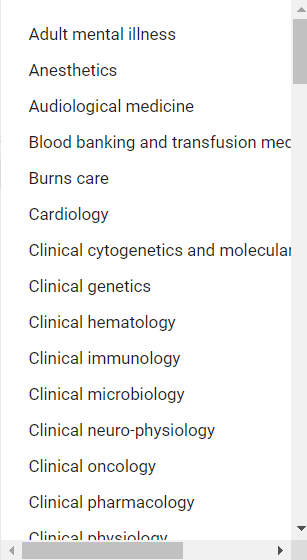 Adult mental illness
Anesthetics
Audiological medicine
Blood banking and transfusion med
Burns care
Cardiology
Clinical cytogenetics and molecular
Clinical genetics
Clinical hematology
Clinical immunology
Clinical microbiology
Clinical neuro-physiology
Clinical oncology
Clinical pharmacology
Clinical physiology